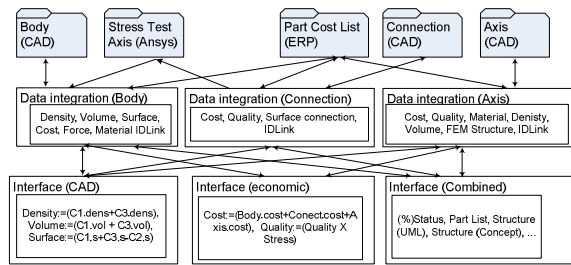 Body
(CAD)
Stress Test
Axis (Ansys)
Part Cost List
(ERP)
Connection
(CAD)
Axis
(CAD)
Data integration (Body)
Density, Volume, Surface,
Cost, Force, Material IDLink
Data integration (Connection)
Cost, Quality, Surface connection,
IDLink
Data integration (Axis)
Cost, Quality, Material, Denisty,
Volume, FEM Structure, IDLink
Interface (CAD)
Density:=(C1.dens+C3.dens),
Volume:=(C1.vol + C3.vol),
Surface:=(C1,s+C3,s-C2,s)
Interface (economic)
Cost:=(Body.cost+Conect.cost+A
xis.cost), Quality:=(Quality X
Stress)
Interface (Combined)
(%)Status, Part List, Structure
(UML), Structure (Concept), ...